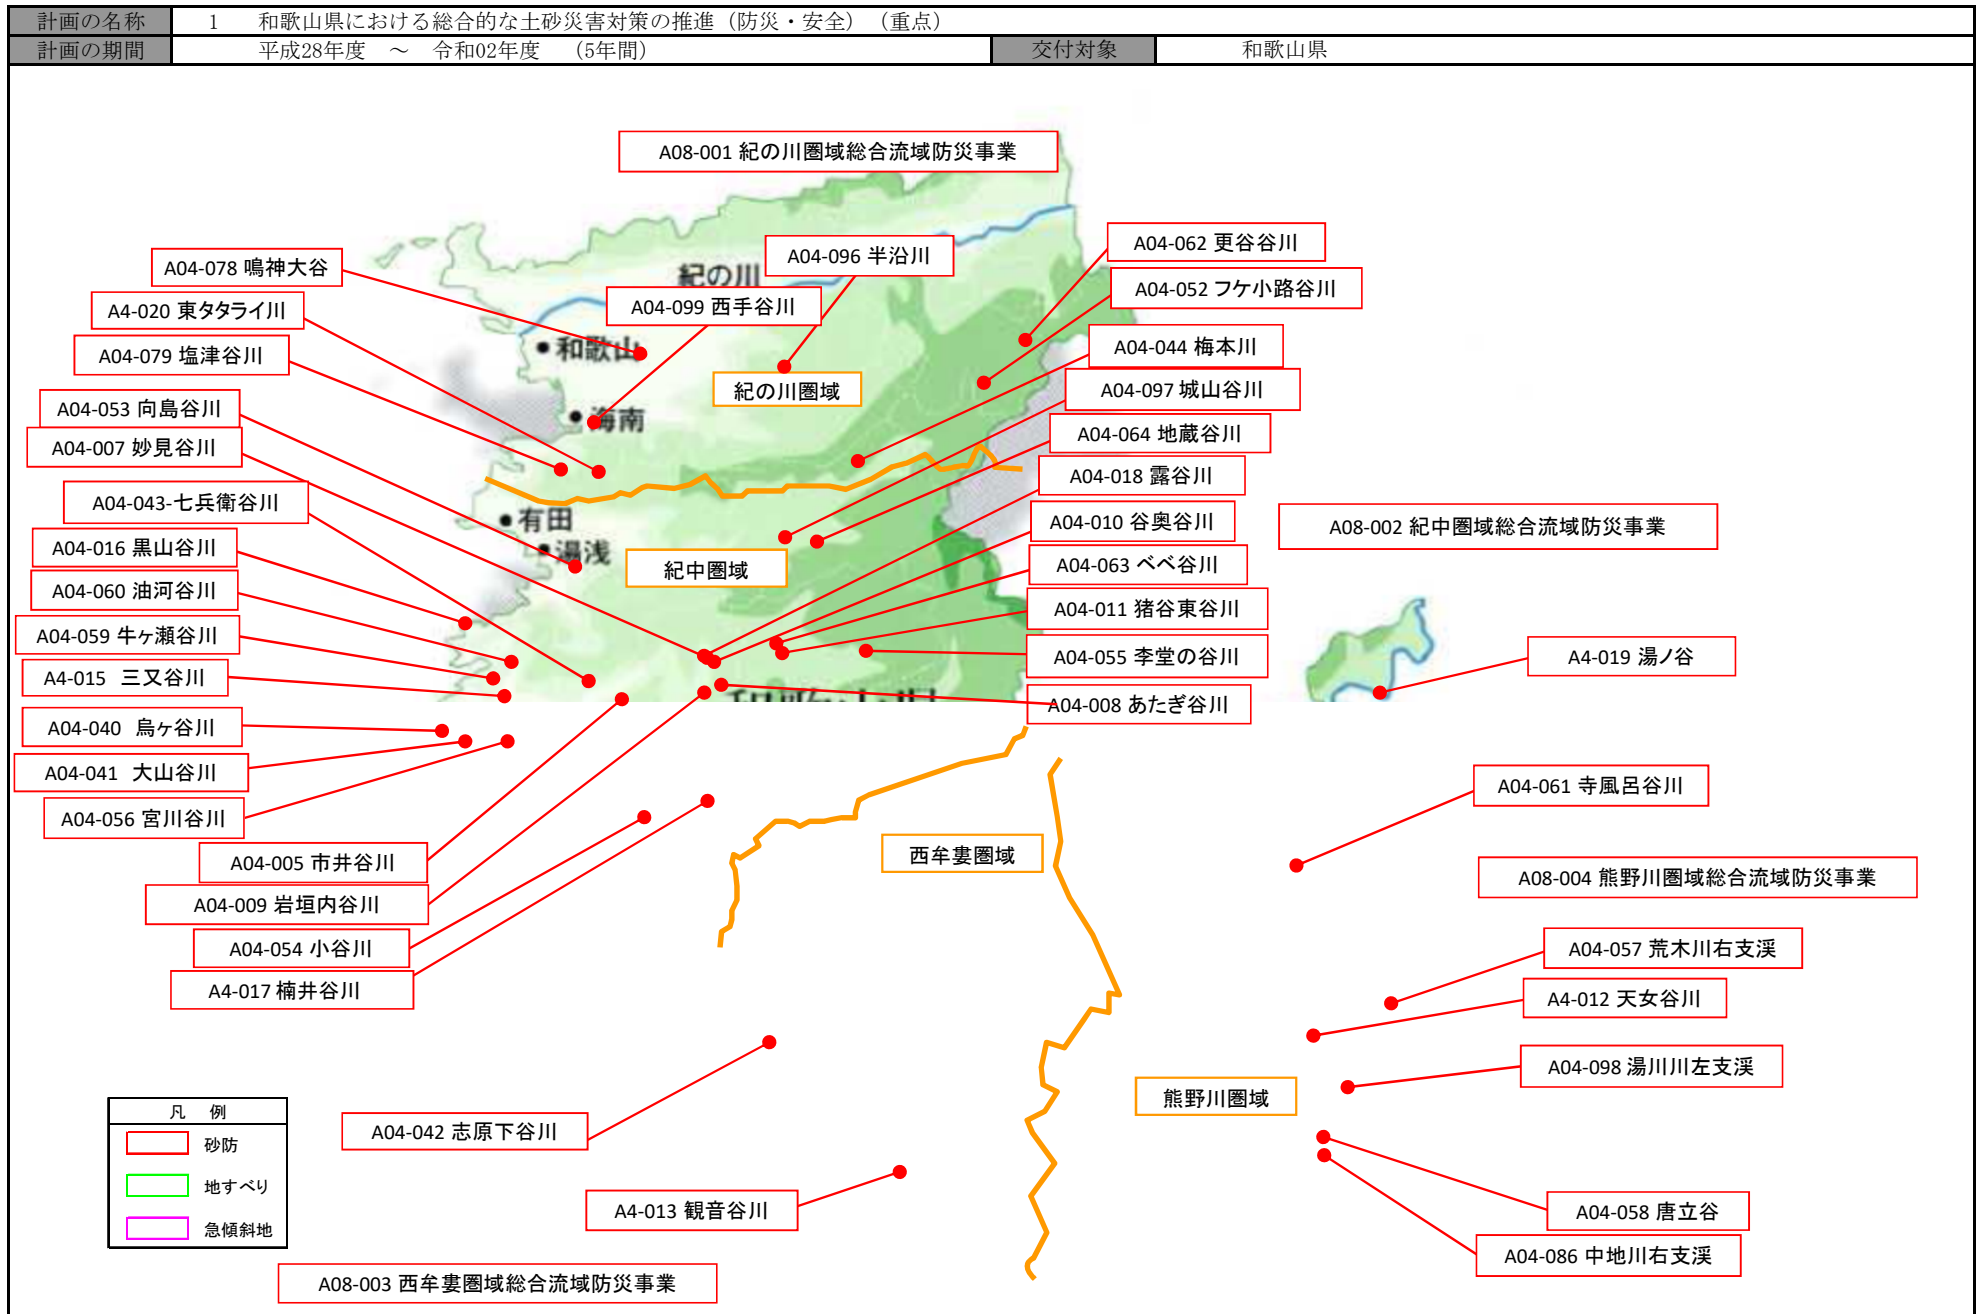 計画の名称 1 和歌山県における総合的な土砂災害対策の推進（防災・安全）（重点）
計画の期間 平成28年度 ～ 令和02年度 （5年間） 交付対象 和歌山県
A08-001 紀の川圏域総合流域防災事業
A04-062 更谷谷川
A04-096 半沿川
A04-078 鳴神大谷
紀の川
A04-052 フケ小路谷川
A4-020 東タタライ川
A04-099 西手谷川
A04-044 梅本川
和歌山
A04-079 塩津谷川
紀の川圏域
A04-097 城山谷川
A04-053 向島谷川
海南
A04-064 地蔵谷川
A04-007 妙見谷川
A04-018 露谷川
A04-043-七兵衛谷川
有田
A04-010 谷奥谷川
A08-002 紀中圏域総合流域防災事業
A04-016 黒山谷川
湯浅
紀中圏域
A04-063 ベベ谷川
A04-060 油河谷川
A04-011 猪谷東谷川
A04-059 牛ヶ瀬谷川
A04-055 李堂の谷川
A4-019 湯ノ谷
A4-015 三又谷川
A04-008 あたぎ谷川
A04-040 烏ヶ谷川
A04-041 大山谷川
A04-061 寺風呂谷川
A04-056 宮川谷川
西牟婁圏域
A04-005 市井谷川
A08-004 熊野川圏域総合流域防災事業
A04-009 岩垣内谷川
A04-054 小谷川
A04-057 荒木川右支渓
A4-017 楠井谷川
A4-012 天女谷川
A04-098 湯川川左支渓
熊野川圏域
凡 例
砂防
地すべり
急傾斜地
A04-042 志原下谷川
A4-013 観音谷川
A04-058 唐立谷
A04-086 中地川右支渓
A08-003 西牟婁圏域総合流域防災事業